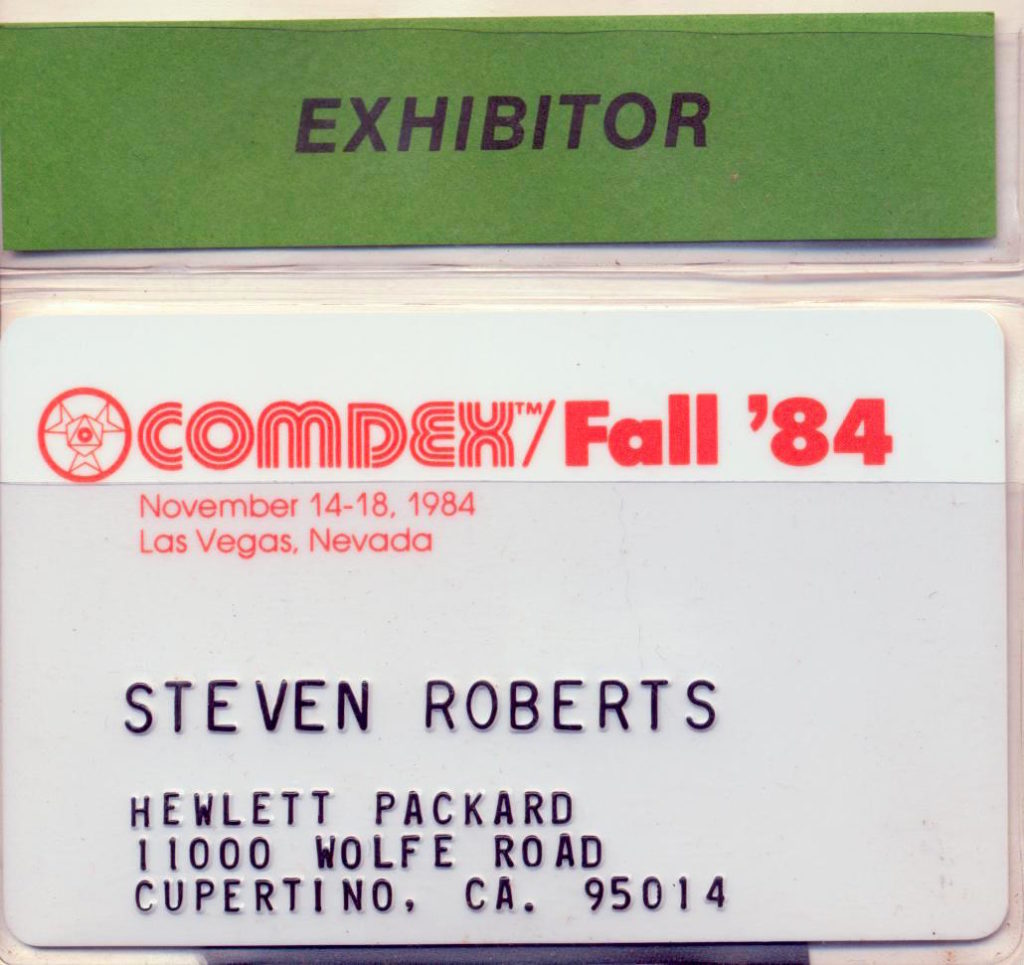 EXHIBITOR
COMDEX™/Fall '84
November 14-18, 1984
Las Vegas, Nevada
STEVEN ROBERTS
HEWLETT PACKARD
11000 WOLFE ROAD
CUPERTINO, CA. 95014